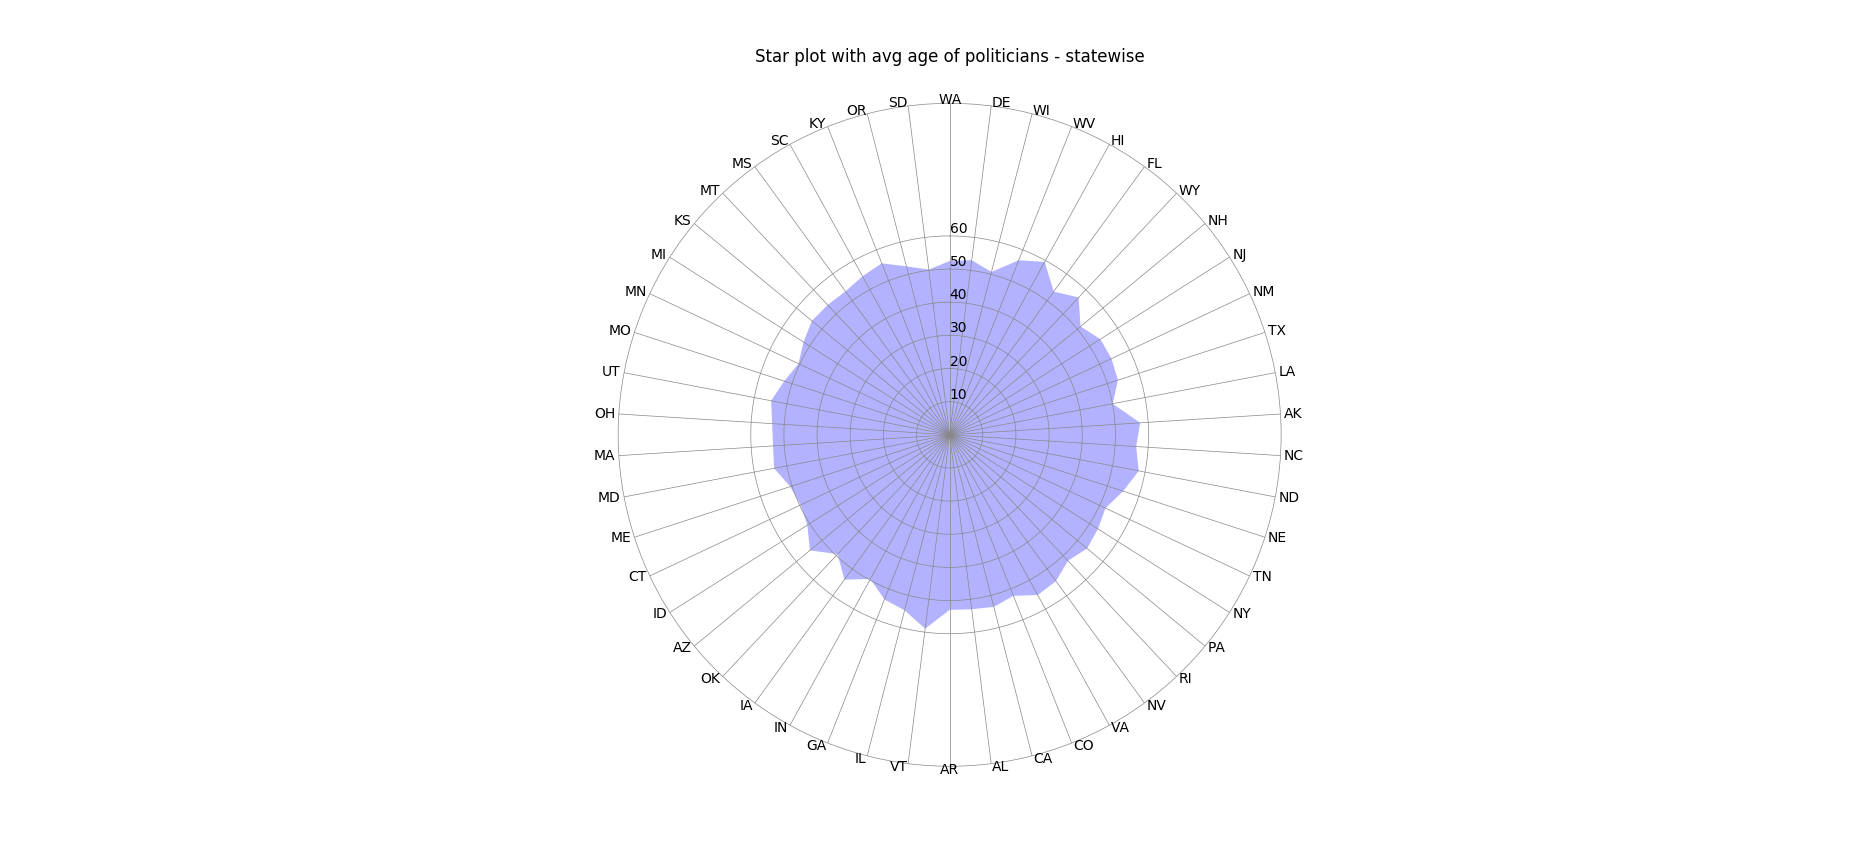 Star plot with avg age of politicians - statewise
WA
DE
WI
WV
HI
FL
WY
NH
NJ
NM
TX
LA
AK
NC
ND
NE
TN
NY
PA
RI
NV
VA
CO
CA
AL
AR
VT
IL
GA
IN
IA
OK
AZ
ID
CT
ME
MD
MA
OH
UT
MO
MN
MI
KS
MT
MS
SC
KY
OR
SD
60
50
40
30
20
10